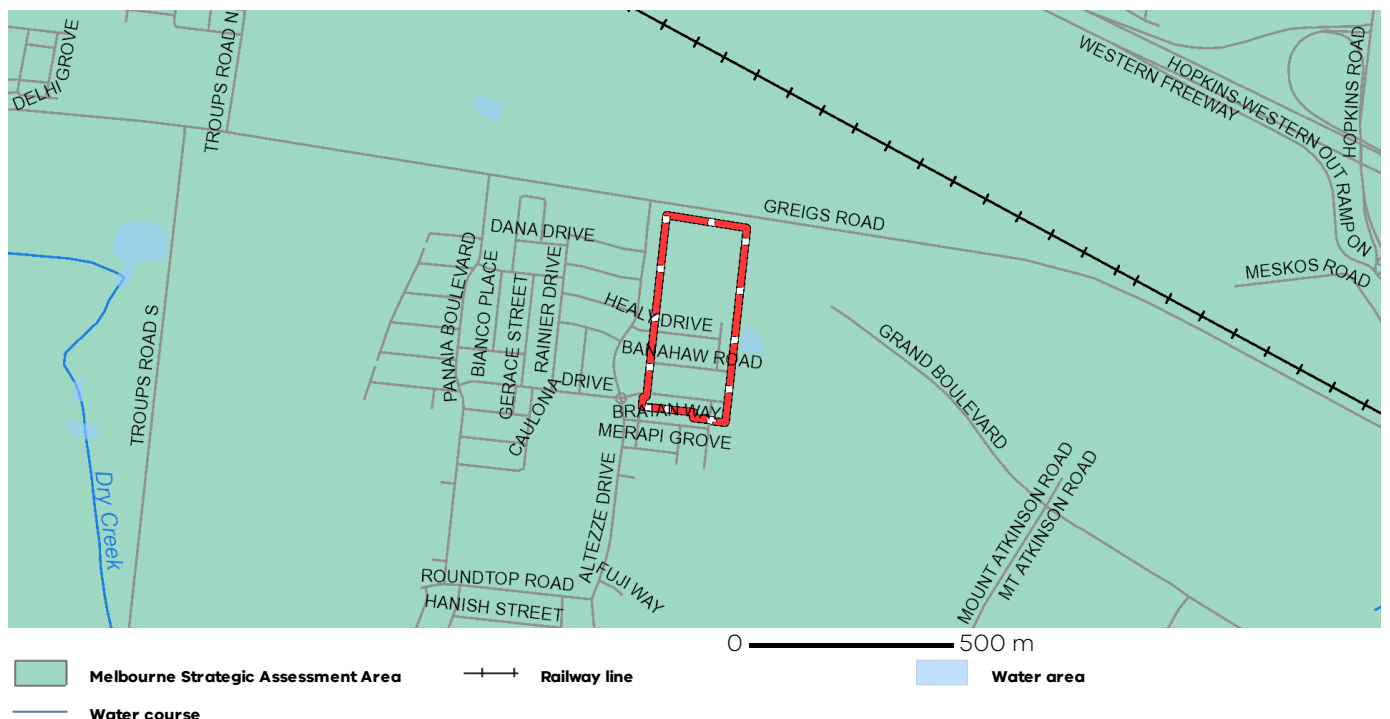 DELHI GROVE
TROUPS ROAD N
WESTERN FREEWAY
HOPKINS-WESTERN OUT RAMP ON
HOPKINS ROAD
GREIGS ROAD
DANA DRIVE
MESKOS ROAD
PANAIA BOULEVARD
BIANCO PLACE
GERACE STREET
RAINIER DRIVE
HEALY DRIVE
BANAHAW ROAD
TROUPS ROAD S
CAULONIA DRIVE
BRATAN WAY
MERAPI GROVE
GRAND BOULEVARD
Dry Creek
ALTEZZE DRIVE
MOUNT ATKINSON ROAD
MT ATKINSON ROAD
ROUNDTOP ROAD
FUJI WAY
HANISH STREET
0 500 m
Melbourne Strategic Assessment Area
Railway line
Water area
Water course